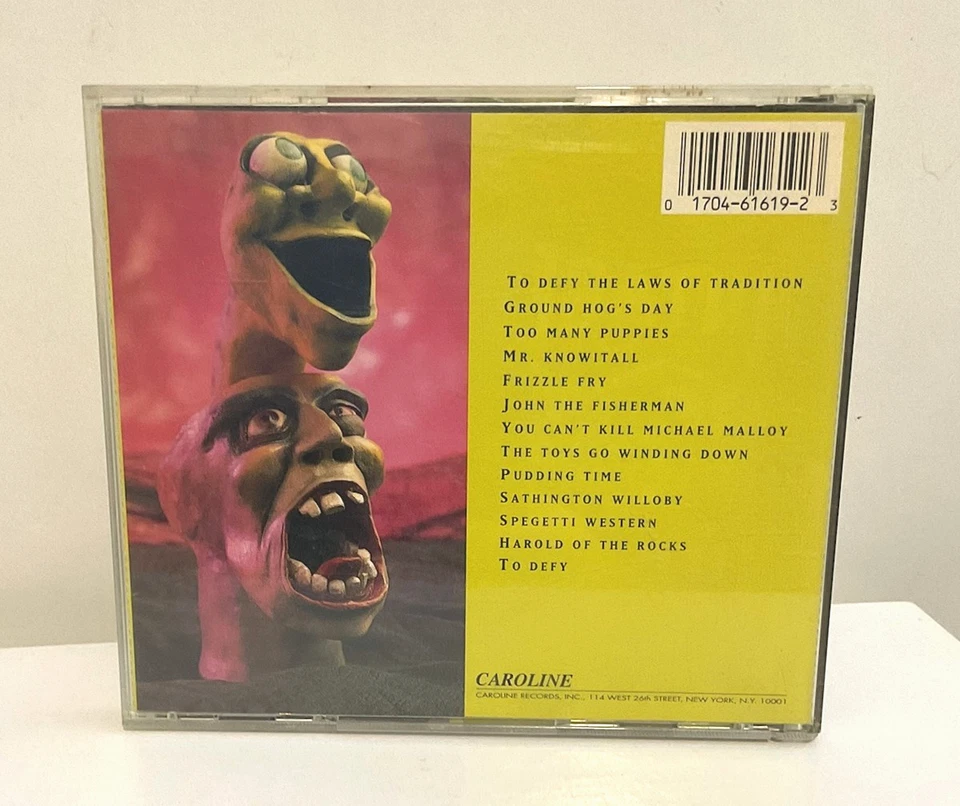 0 1704-61619-2 3
TO DEFY THE LAWS OF TRADITION
GROUND HOG'S DAY
TOO MANY PUPPIES
MR. KNOWITALL
FRIZZLE FRY
JOHN THE FISHERMAN
YOU CAN'T KILL MICHAEL MALLOY
THE TOYS GO WINDING DOWN
PUDDING TIME
SATHINGTON WILLOBY
SPEGETTI WESTERN
HAROLD OF THE ROCKS
TO DEFY
CAROLINE
CAROLINE RECORDS, INC., 114 WEST 26th STREET, NEW YORK, N.Y. 10001